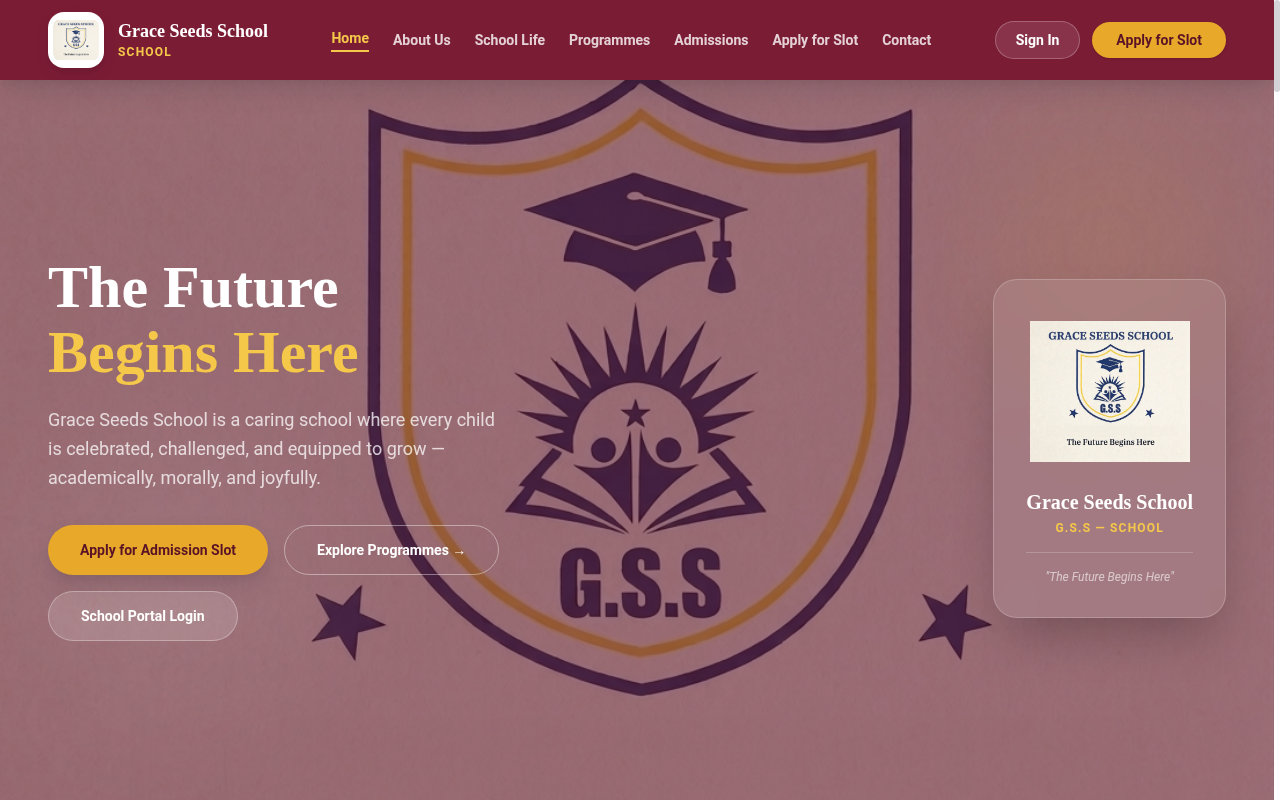 Grace Seeds School
SCHOOL
Home
About Us
School Life
Programmes
Admissions
Apply for Slot
Contact
Sign In
Apply for Slot
The Future
Begins Here
Grace Seeds School is a caring school where every child
is celebrated, challenged, and equipped to grow —
academically, morally, and joyfully.
Apply for Admission Slot
Explore Programmes →
School Portal Login
G.S.S
GRACE SEEDS SCHOOL
G.S.S
The Future Begins Here
Grace Seeds School
G.S.S — SCHOOL
"The Future Begins Here"